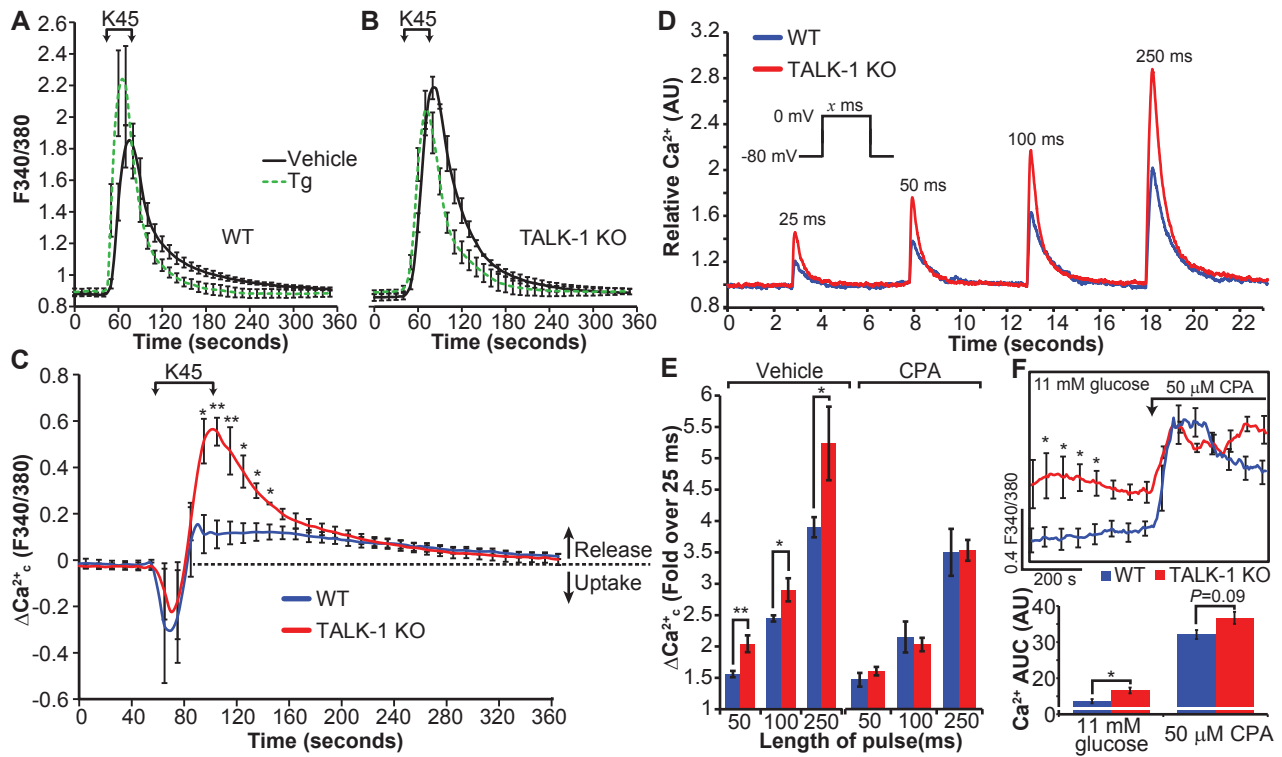 A
K45
2.6
2.4
2.2
2.0
1.8
1.6
1.4
1.2
1.0
0.8
F340/380
Vehicle
Tg
WT
0 60 120 180 240 300 360
Time (seconds)
B
K45
TALK-1 KO
0 60 120 180 240 300 360
Time (seconds)
C
K45
0.8
0.6
0.4
0.2
0
-0.2
-0.4
-0.6
ΔCa²⁺c (F340/380)
* ** ** * * *
Release
Uptake
WT
TALK-1 KO
0 40 80 120 160 200 240 280 320 360
Time (seconds)
D
WT
TALK-1 KO
3.2
2.8
2.4
2.0
1.6
1.2
0.8
Relative Ca²⁺ (AU)
x ms
0 mV
-80 mV
25 ms
50 ms
100 ms
250 ms
0 2 4 6 8 10 12 14 16 18 20 22
Time (seconds)
E
Vehicle CPA
5.5
5
4.5
4
3.5
3
2.5
2
1.5
1
ΔCa²⁺c (Fold over 25 ms)
**
*
*
50 100 250 50 100 250
Length of pulse(ms)
F
11 mM glucose
50 μM CPA
* * * *
0.4 F340/380
200 s
WT TALK-1 KO
P=0.09
*
40
30
20
10
0
Ca²⁺ AUC (AU)
11 mM
glucose
50 μM CPA